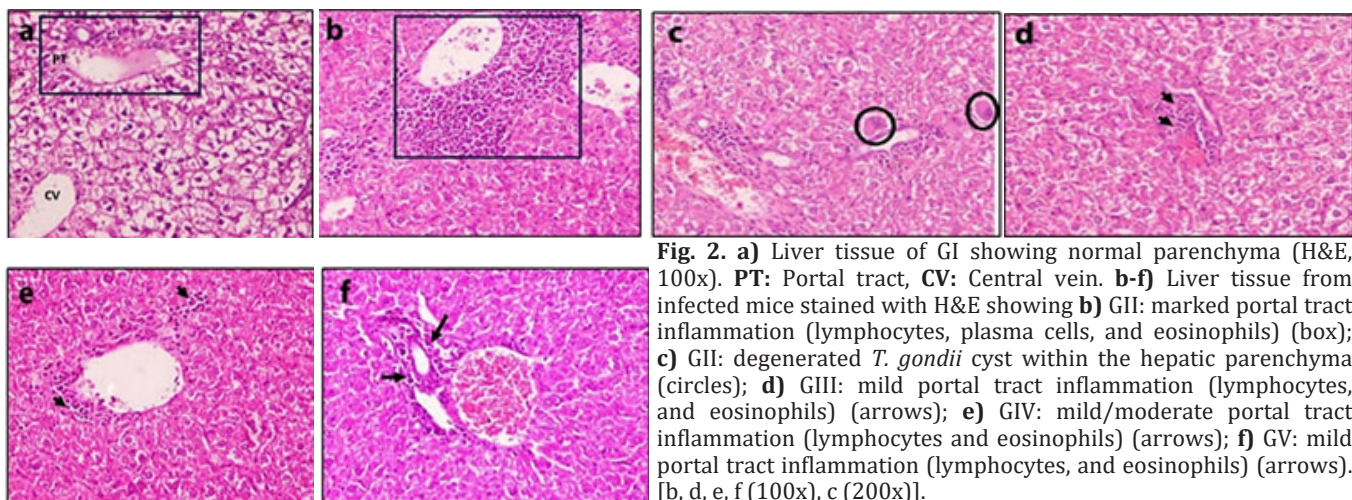 a
PT
CV
b
c
d
e
f
Fig. 2. a) Liver tissue of GI showing normal parenchyma (H&E,
100x). PT: Portal tract, CV: Central vein. b-f) Liver tissue from
infected mice stained with H&E showing b) GII: marked portal tract
inflammation (lymphocytes, plasma cells, and eosinophils) (box);
c) GII: degenerated T. gondii cyst within the hepatic parenchyma
(circles); d) GIII: mild portal tract inflammation (lymphocytes,
and eosinophils) (arrows); e) GIV: mild/moderate portal tract
inflammation (lymphocytes and eosinophils) (arrows); f) GV: mild
portal tract inflammation (lymphocytes, and eosinophils) (arrows).
[b, d, e, f (100x), c (200x)].